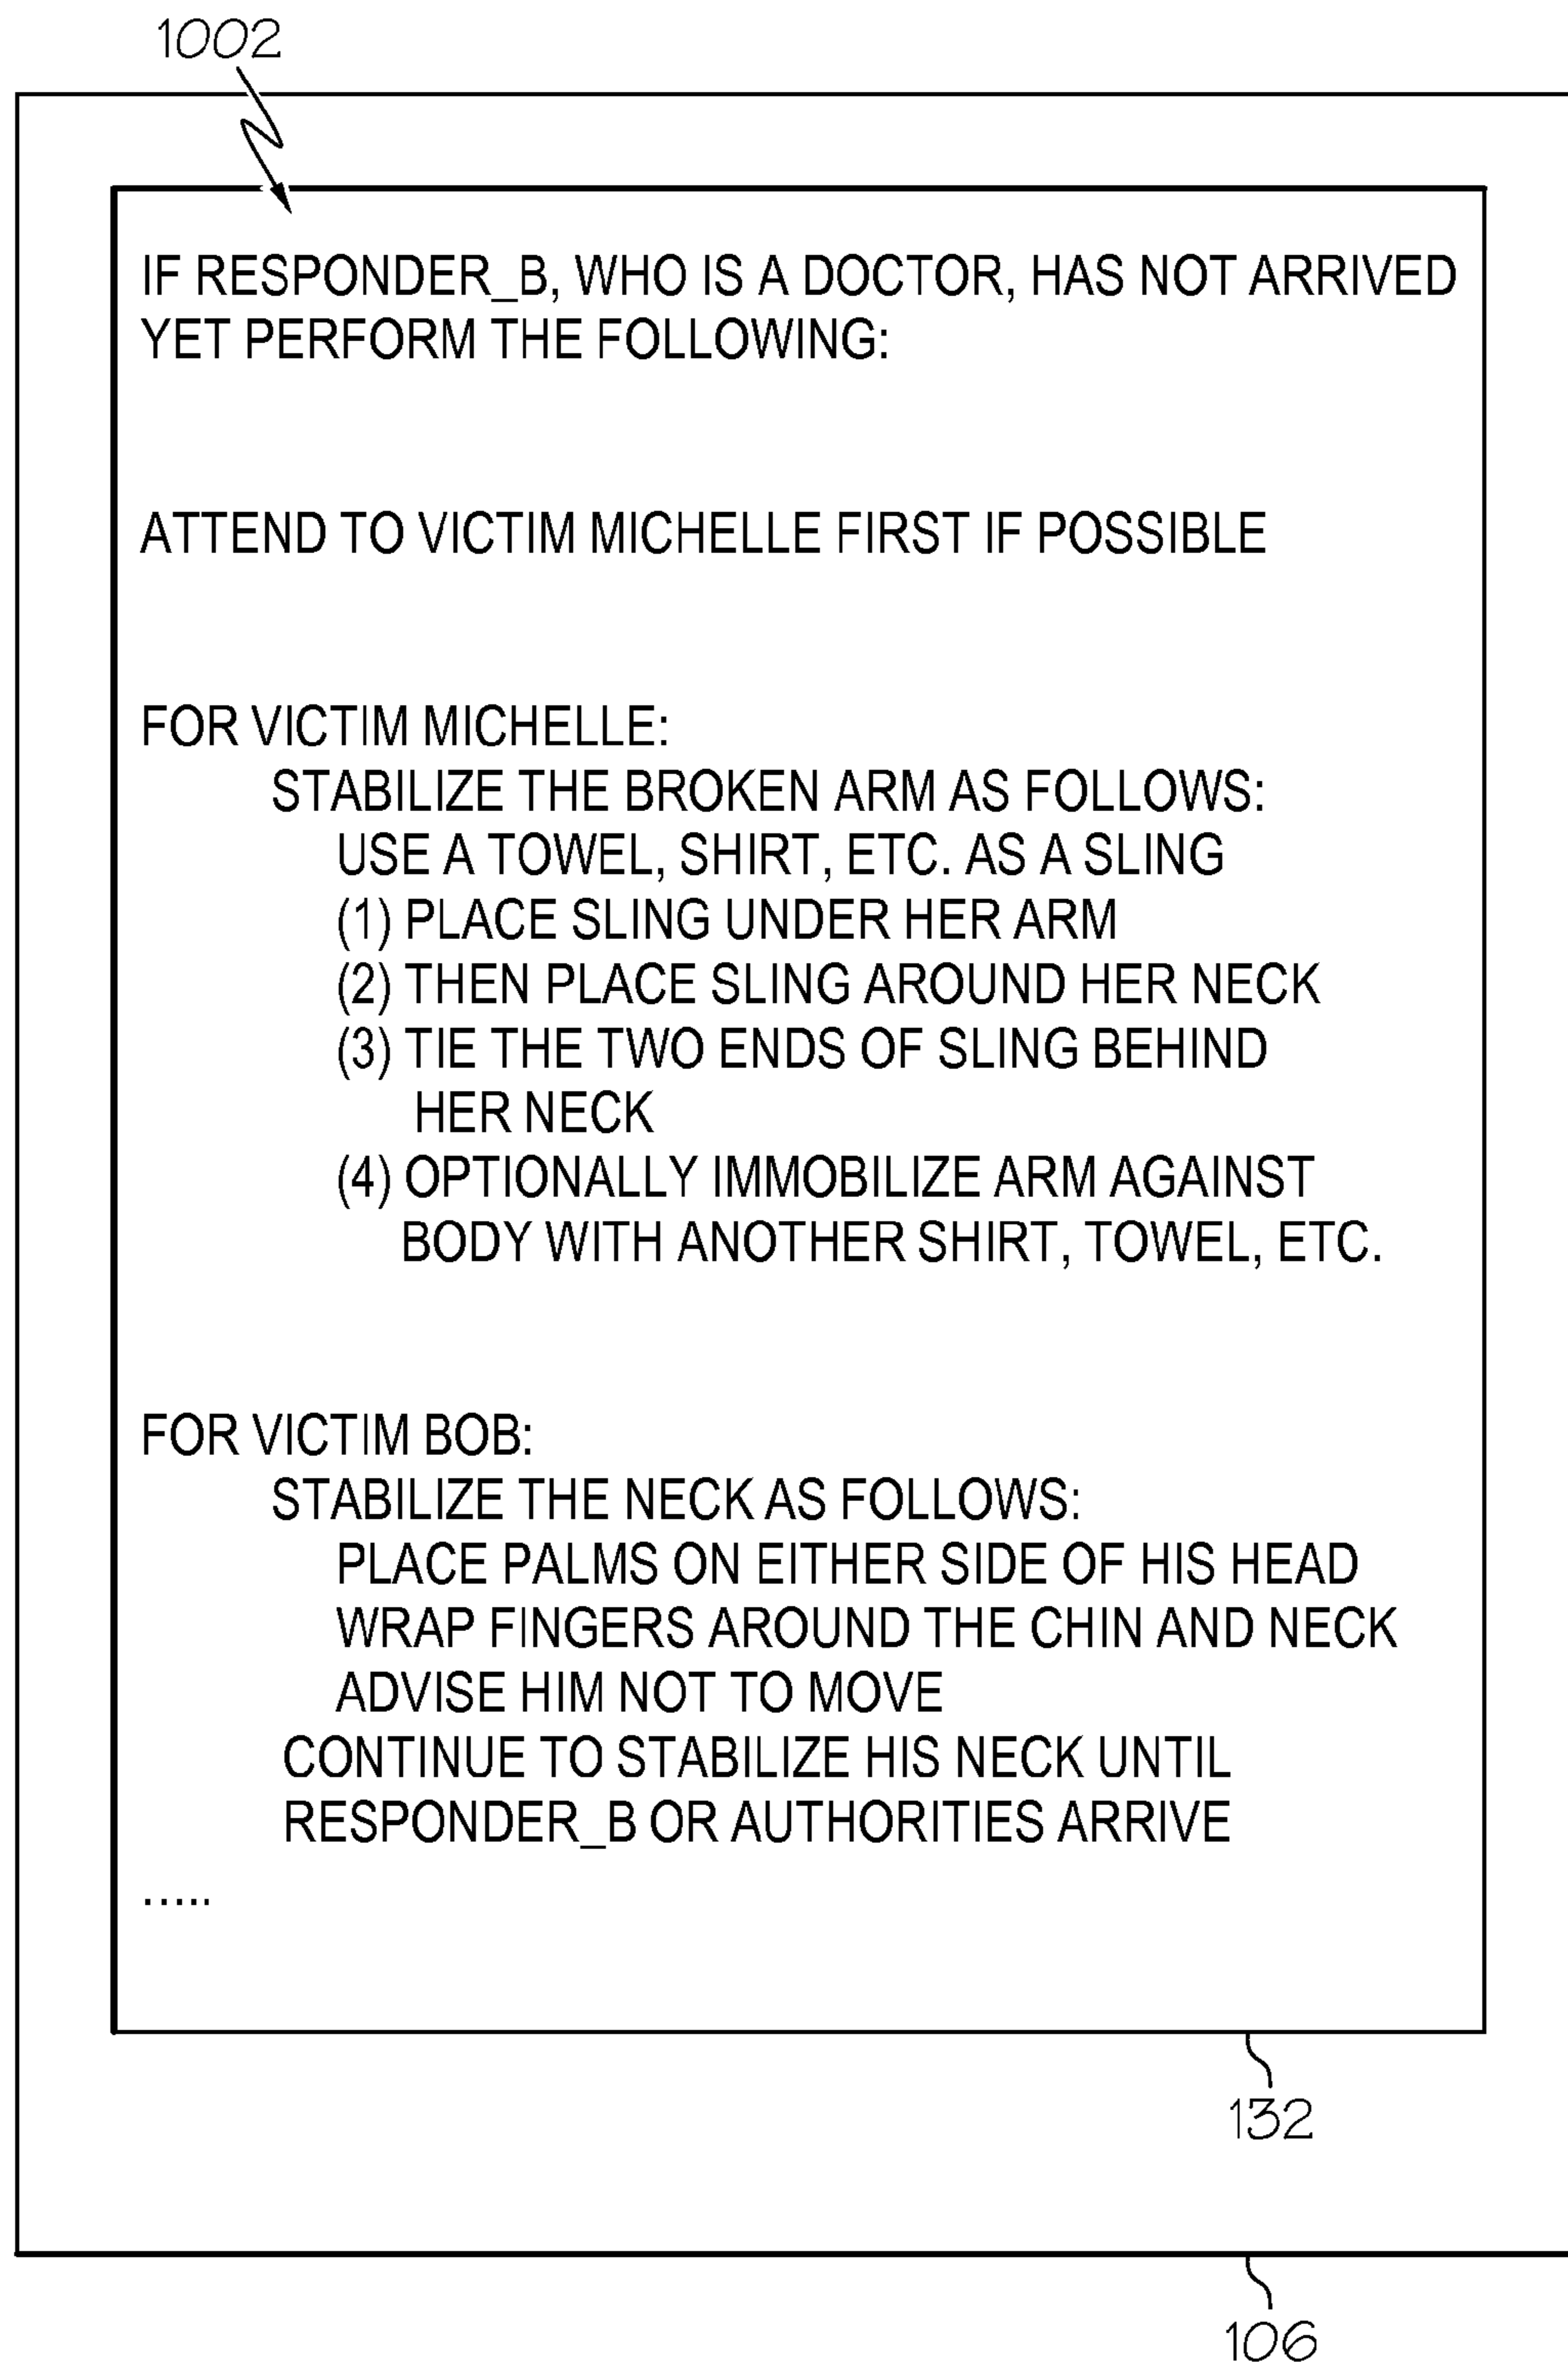 1002
IF RESPONDER_B, WHO IS A DOCTOR, HAS NOT ARRIVED
YET PERFORM THE FOLLOWING:
ATTEND TO VICTIM MICHELLE FIRST IF POSSIBLE
FOR VICTIM MICHELLE:
STABILIZE THE BROKEN ARM AS FOLLOWS:
USE A TOWEL, SHIRT, ETC. AS A SLING
(1) PLACE SLING UNDER HER ARM
(2) THEN PLACE SLING AROUND HER NECK
(3) TIE THE TWO ENDS OF SLING BEHIND
HER NECK
(4) OPTIONALLY IMMOBILIZE ARM AGAINST
BODY WITH ANOTHER SHIRT, TOWEL, ETC.
FOR VICTIM BOB:
STABILIZE THE NECK AS FOLLOWS:
PLACE PALMS ON EITHER SIDE OF HIS HEAD
WRAP FINGERS AROUND THE CHIN AND NECK
ADVISE HIM NOT TO MOVE
CONTINUE TO STABILIZE HIS NECK UNTIL
RESPONDER_B OR AUTHORITIES ARRIVE
.....
132
106